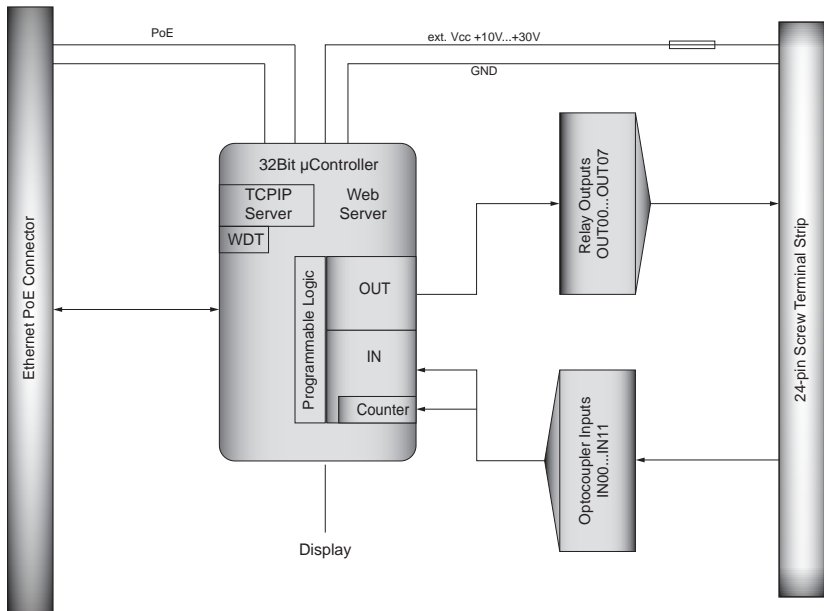 PoE
ext. Vcc +10V...+30V
GND
Ethernet PoE Connector
32Bit µController
TCPIP
Server
Web
Server
WDT
Programmable Logic
OUT
IN
Counter
Display
Relay Outputs
OUT00...OUT07
Optocoupler Inputs
IN00...IN11
24-pin Screw Terminal Strip